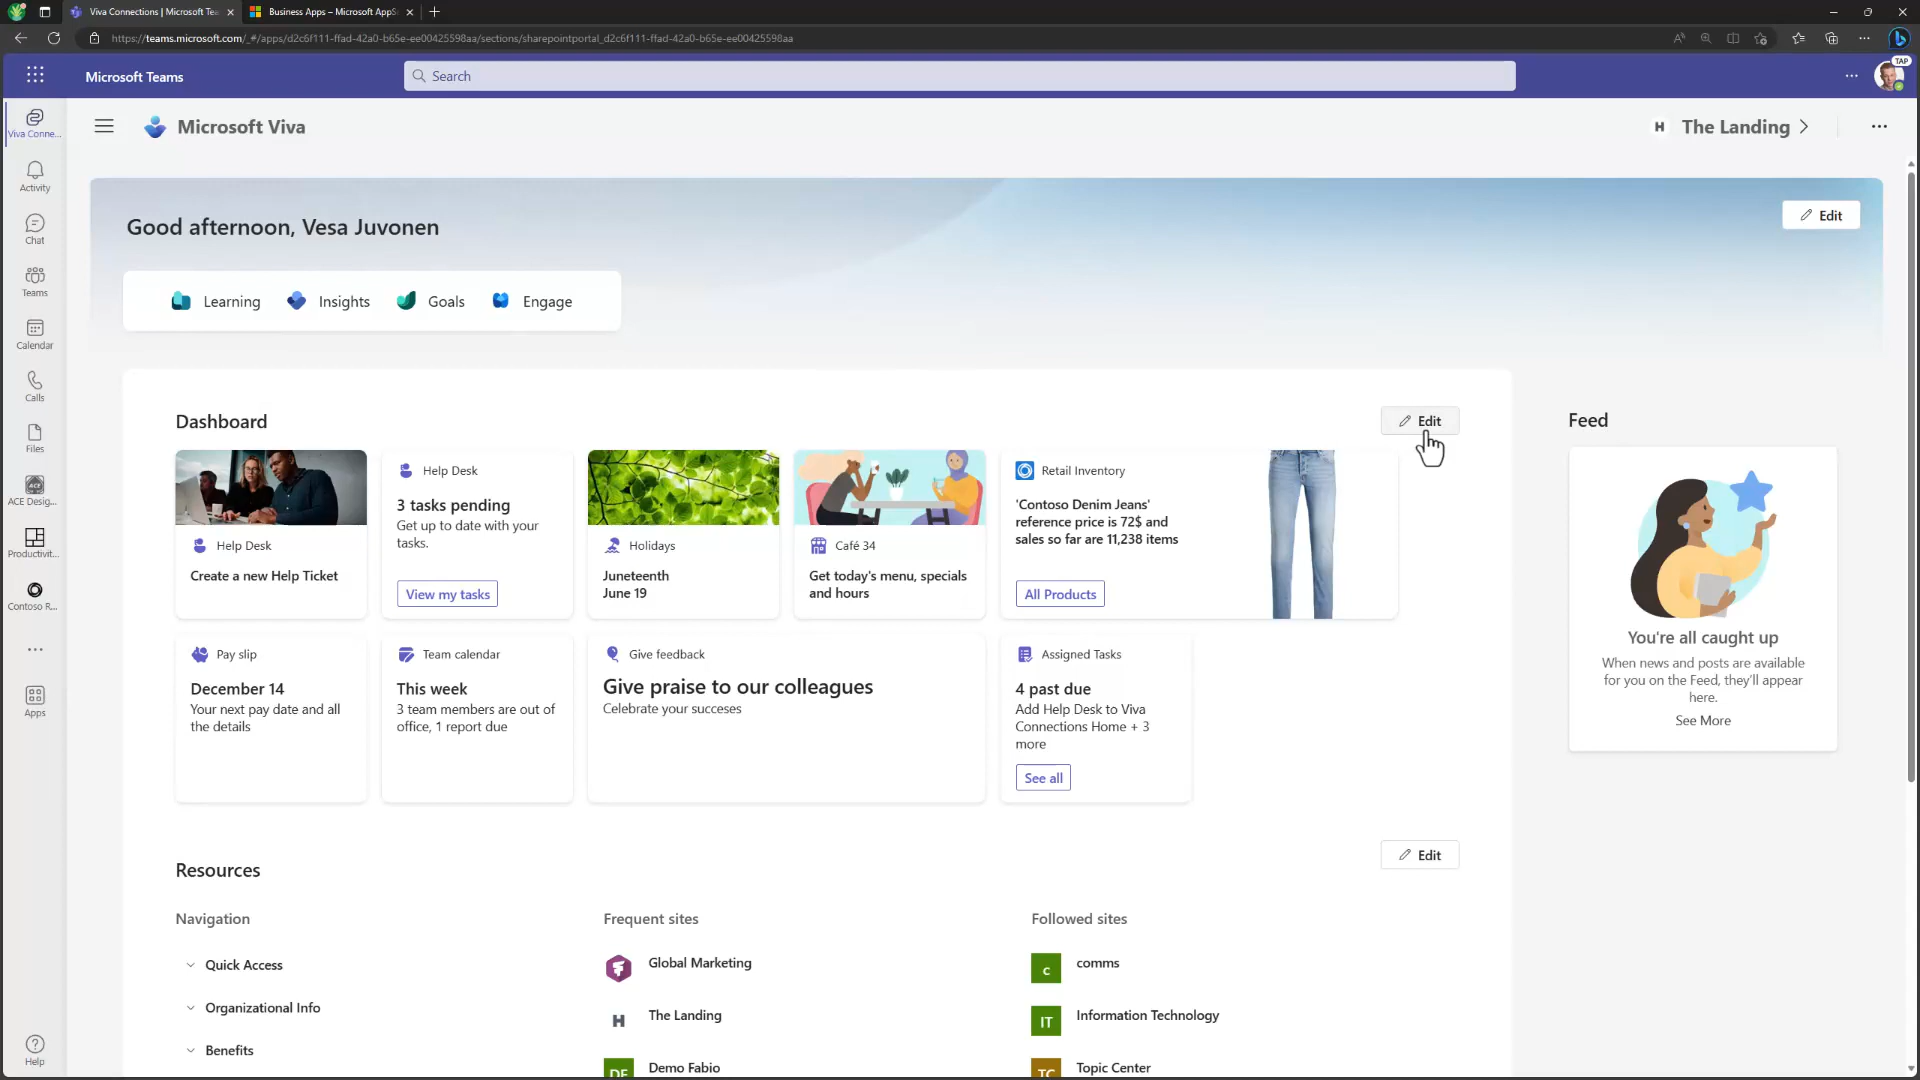 Viva Connections | Microsoft Tea
Business Apps – Microsoft AppS
https://teams.microsoft.com/_#/apps/d2c6f111-ffad-42a0-b65e-ee00425598aa/sections/sharepointportal_d2c6f111-ffad-42a0-b65e-ee00425598aa
Microsoft Teams
Search
TAP
Viva Conne...
Activity
Chat
Teams
Calendar
Calls
Files
ACE
ACE Desig...
Productivit...
Contoso R...
Apps
Help
Microsoft Viva
H
The Landing
Good afternoon, Vesa Juvonen
Edit
Learning
Insights
Goals
Engage
Dashboard
Edit
Help Desk
Create a new Help Ticket
Help Desk
3 tasks pending
Get up to date with your
tasks.
View my tasks
Holidays
Juneteenth
June 19
Café 34
Get today's menu, specials
and hours
Retail Inventory
'Contoso Denim Jeans'
reference price is 72$ and
sales so far are 11,238 items
All Products
Pay slip
December 14
Your next pay date and all
the details
Team calendar
This week
3 team members are out of
office, 1 report due
Give feedback
Give praise to our colleagues
Celebrate your succeses
Assigned Tasks
4 past due
Add Help Desk to Viva
Connections Home + 3
more
See all
Feed
You're all caught up
When news and posts are available
for you on the Feed, they'll appear
here.
See More
Resources
Edit
Navigation
Quick Access
Organizational Info
Benefits
Frequent sites
Global Marketing
H
The Landing
DF
Demo Fabio
Followed sites
c
comms
IT
Information Technology
TC
Topic Center